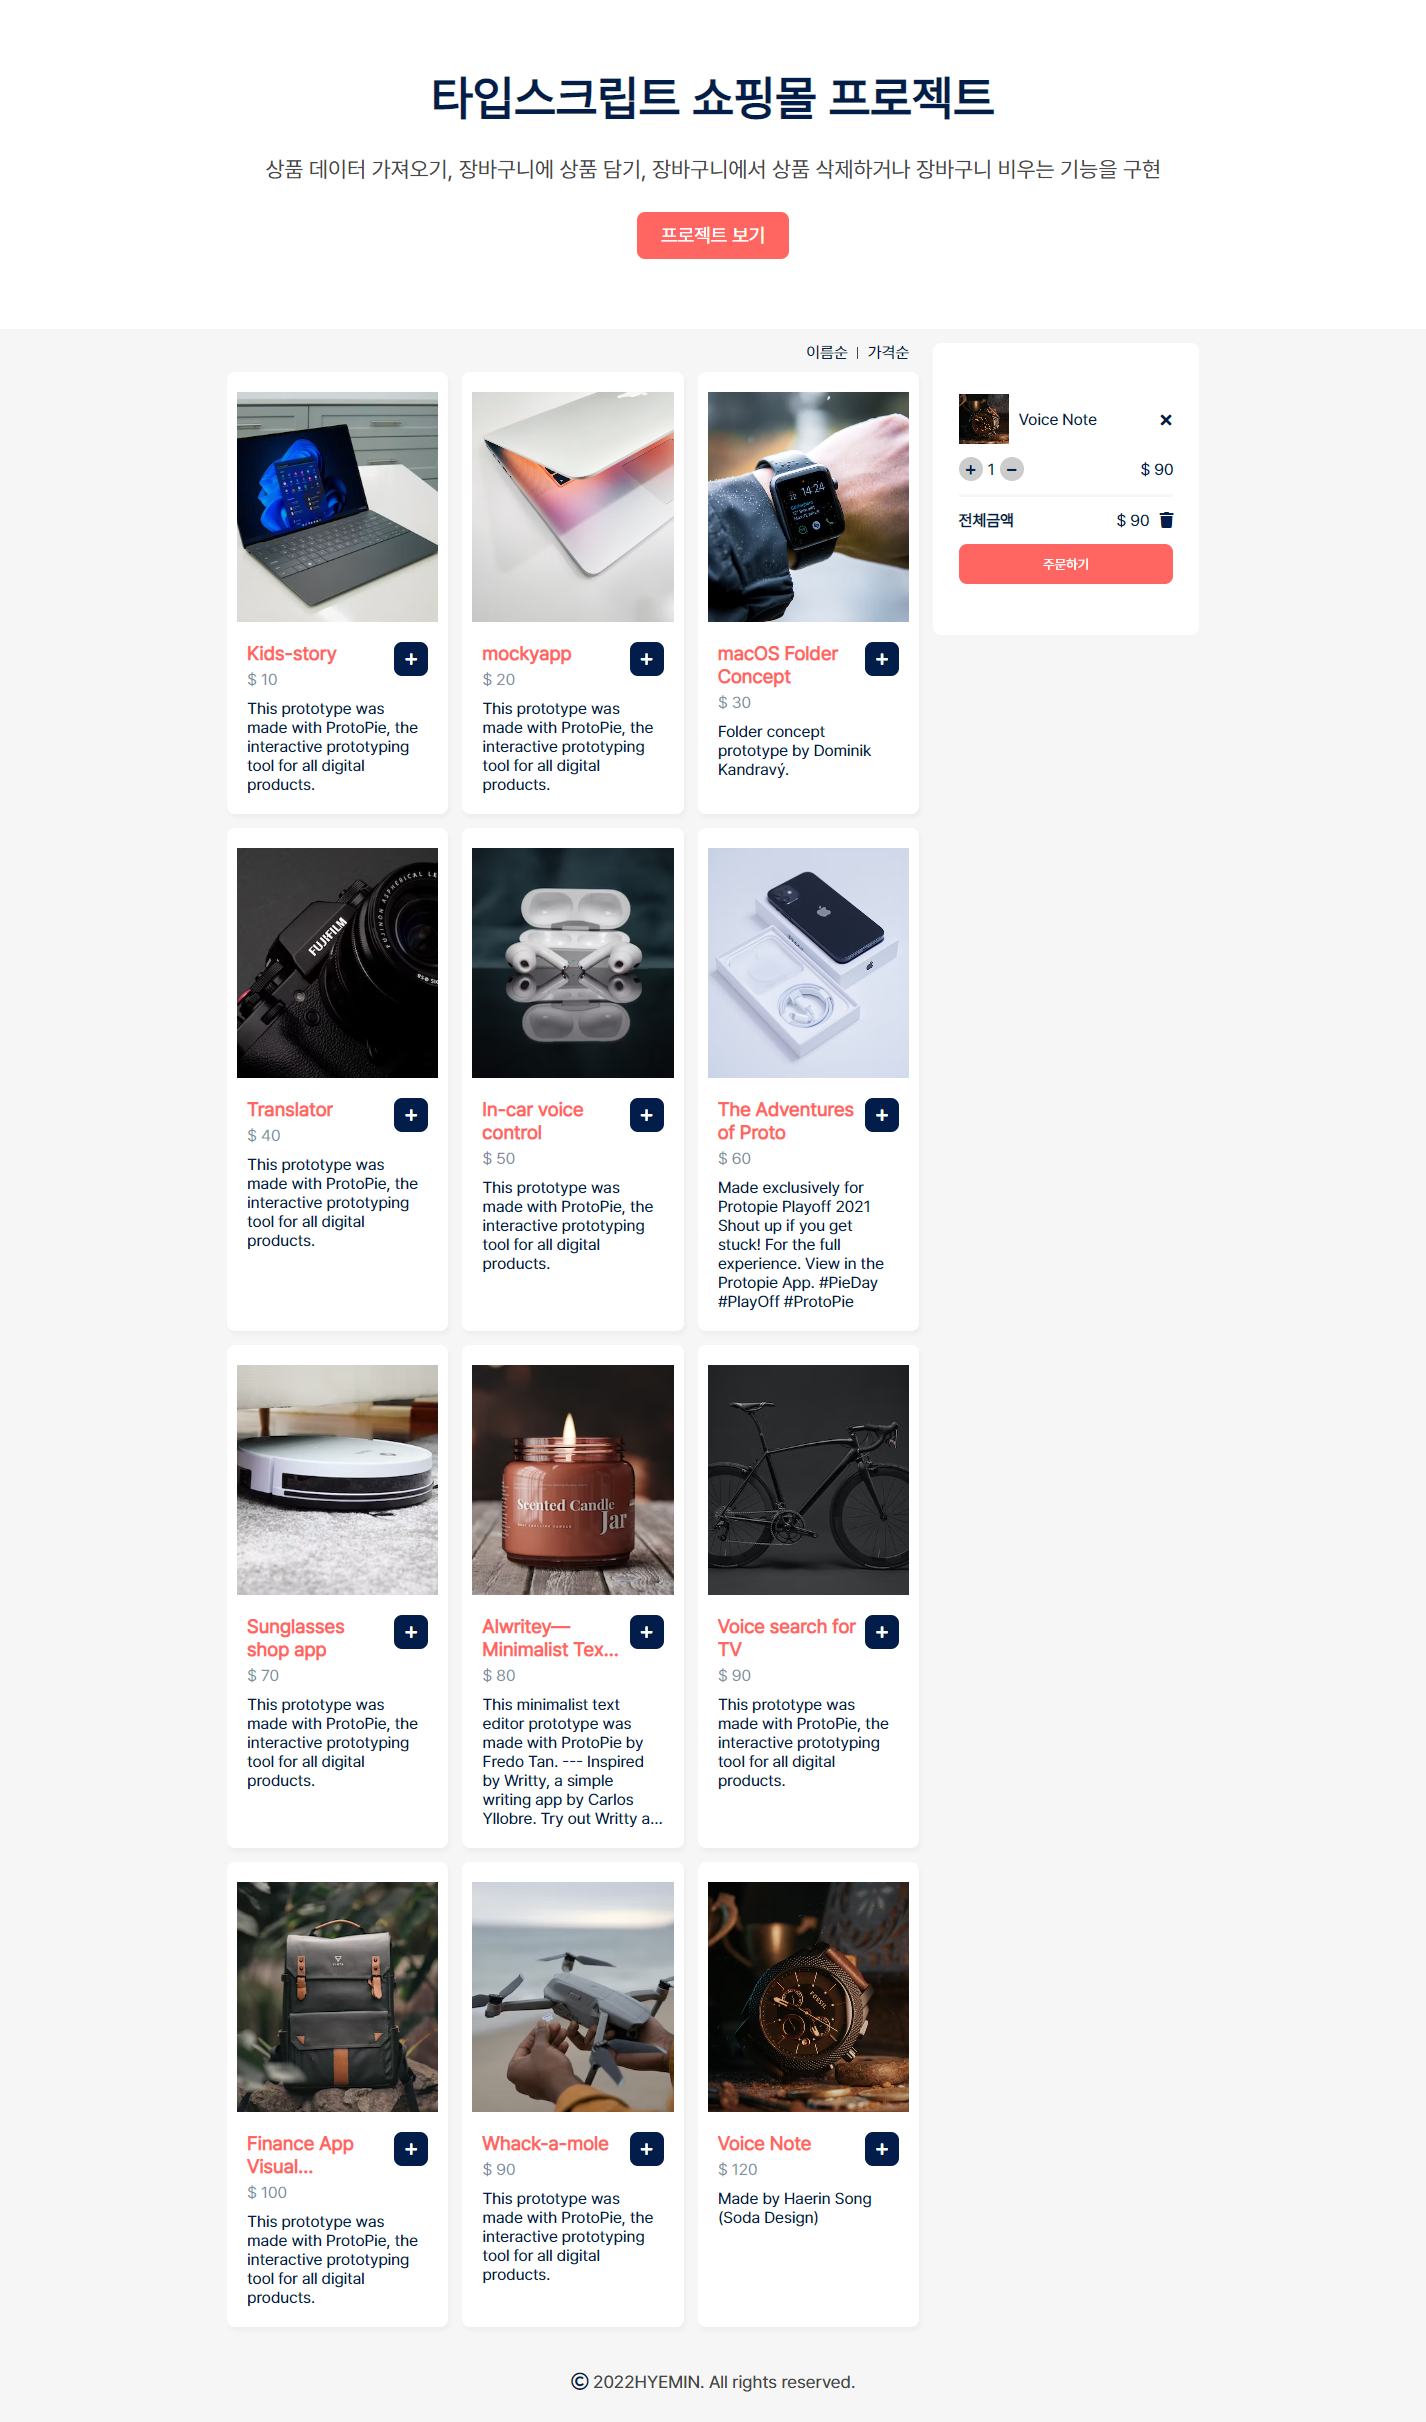 타입스크립트 쇼핑몰 프로젝트
상품 데이터 가져오기, 장바구니에 상품 담기, 장바구니에서 상품 삭제하거나 장바구니 비우는 기능을 구현
프로젝트 보기
이름순 | 가격순
Voice Note
+ 1 − $ 90
전체금액 $ 90
주문하기
14:24
Kids-story
$ 10
This prototype was
made with ProtoPie, the
interactive prototyping
tool for all digital
products.
mockyapp
$ 20
This prototype was
made with ProtoPie, the
interactive prototyping
tool for all digital
products.
macOS Folder
Concept
$ 30
Folder concept
prototype by Dominik
Kandravý.
FUJIFILM
FUJINON ASPHERICAL LE
Translator
$ 40
This prototype was
made with ProtoPie, the
interactive prototyping
tool for all digital
products.
In-car voice
control
$ 50
This prototype was
made with ProtoPie, the
interactive prototyping
tool for all digital
products.
The Adventures
of Proto
$ 60
Made exclusively for
Protopie Playoff 2021
Shout up if you get
stuck! For the full
experience. View in the
Protopie App. #PieDay
#PlayOff #ProtoPie
Scented Candle
Jar
Sunglasses
shop app
$ 70
This prototype was
made with ProtoPie, the
interactive prototyping
tool for all digital
products.
Alwritey—
Minimalist Tex...
$ 80
This minimalist text
editor prototype was
made with ProtoPie by
Fredo Tan. --- Inspired
by Writty, a simple
writing app by Carlos
Yllobre. Try out Writty a...
Voice search for
TV
$ 90
This prototype was
made with ProtoPie, the
interactive prototyping
tool for all digital
products.
FOSSIL
Finance App
Visual...
$ 100
This prototype was
made with ProtoPie, the
interactive prototyping
tool for all digital
products.
Whack-a-mole
$ 90
This prototype was
made with ProtoPie, the
interactive prototyping
tool for all digital
products.
Voice Note
$ 120
Made by Haerin Song
(Soda Design)
© 2022HYEMIN. All rights reserved.